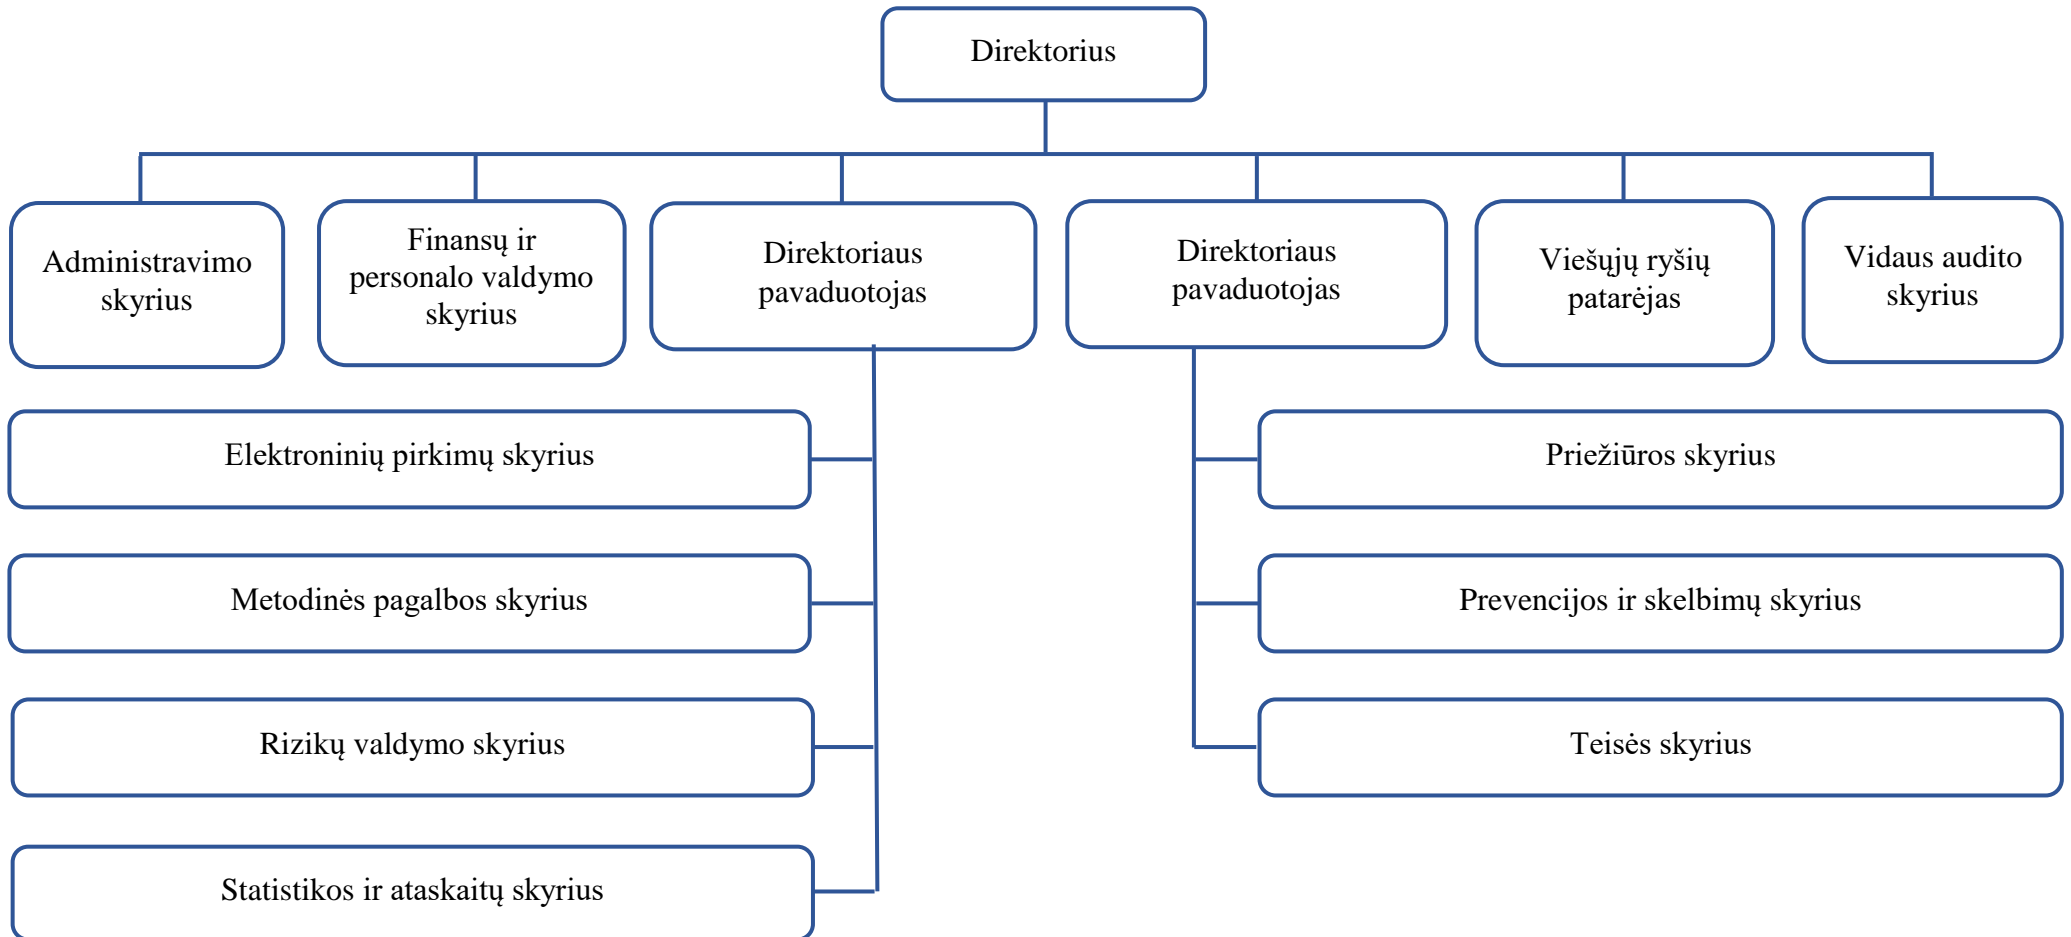 Direktorius
Administravimo
skyrius
Finansų ir
personalo valdymo
skyrius
Direktoriaus
pavaduotojas
Direktoriaus
pavaduotojas
Viešųjų ryšių
patarėjas
Vidaus audito
skyrius
Elektroninių pirkimų skyrius
Priežiūros skyrius
Metodinės pagalbos skyrius
Prevencijos ir skelbimų skyrius
Rizikų valdymo skyrius
Teisės skyrius
Statistikos ir ataskaitų skyrius